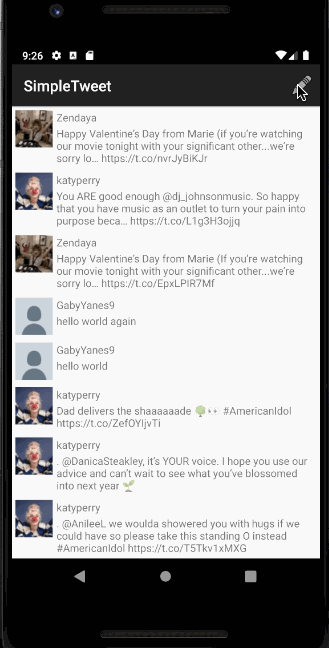 9:26
SimpleTweet
Zendaya
Happy Valentine's Day from Marie (if you're watching
our movie tonight with your significant other...we're
sorry lo… https://t.co/nvrJyBiKJr
katyperry
You ARE good enough @dj_johnsonmusic. So happy
that you have music as an outlet to turn your pain into
purpose beca… https://t.co/L1g3H3ojjq
Zendaya
Happy Valentine's Day from Marie (if you're watching
our movie tonight with your significant other...we're
sorry lo… https://t.co/EpxLPIR7Mf
GabyYanes9
hello world again
GabyYanes9
hello world
katyperry
Dad delivers the shaaaaaade 🌳👀 #AmericanIdol
https://t.co/ZefOYIjvTi
katyperry
. @DanicaSteakley, it's YOUR voice. I hope you use our
advice and can't wait to see what you've blossomed
into next year 🌱
katyperry
. @AnileeL we woulda showered you with hugs if we
could have so please take this standing O instead
#AmericanIdol https://t.co/T5Tkv1xMXG